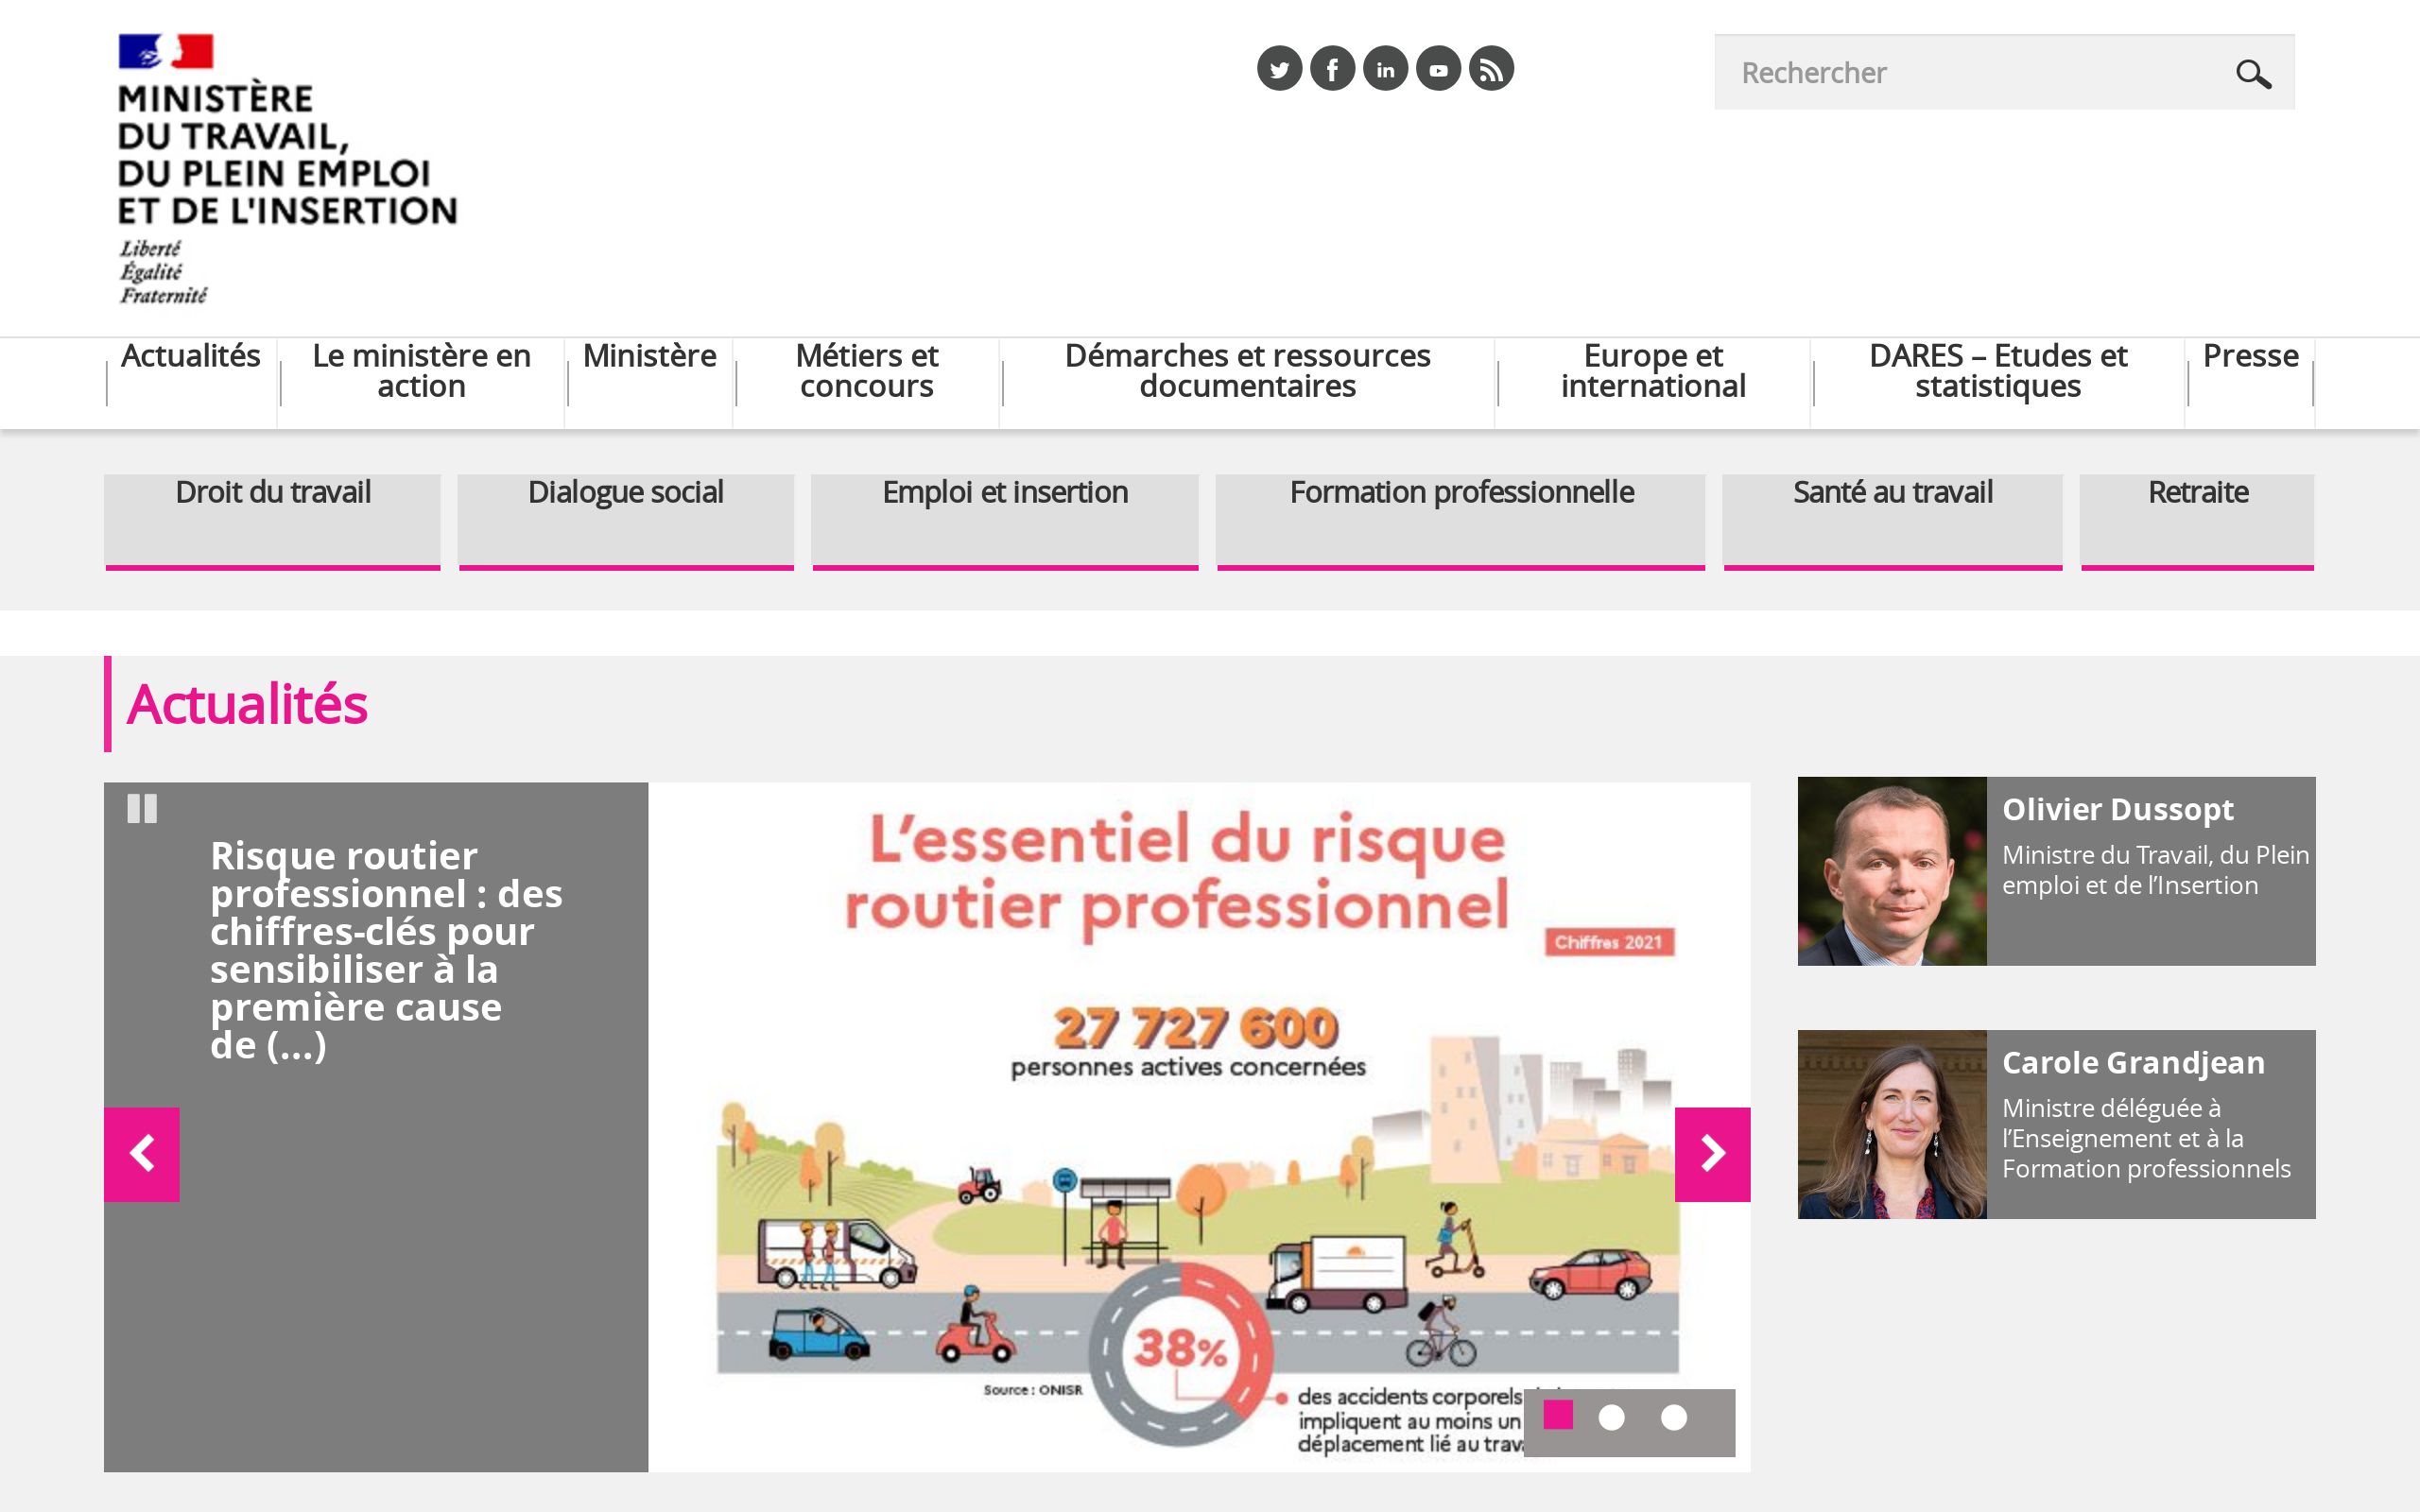 MINISTÈRE
DU TRAVAIL,
DU PLEIN EMPLOI
ET DE L'INSERTION
Liberté
Égalité
Fraternité
Rechercher
Actualités
Le ministère en
action
Ministère
Métiers et
concours
Démarches et ressources
documentaires
Europe et
international
DARES – Etudes et
statistiques
Presse
Droit du travail
Dialogue social
Emploi et insertion
Formation professionnelle
Santé au travail
Retraite
Actualités
Risque routier
professionnel : des
chiffres-clés pour
sensibiliser à la
première cause
de (...)
L’essentiel du risque
routier professionnel
Chiffres 2021
27 727 600
personnes actives concernées
38%
Source : ONISR
des accidents corporels
impliquent au moins un
déplacement lié au
Olivier Dussopt
Ministre du Travail, du Plein
emploi et de l’Insertion
Carole Grandjean
Ministre déléguée à
l’Enseignement et à la
Formation professionnels